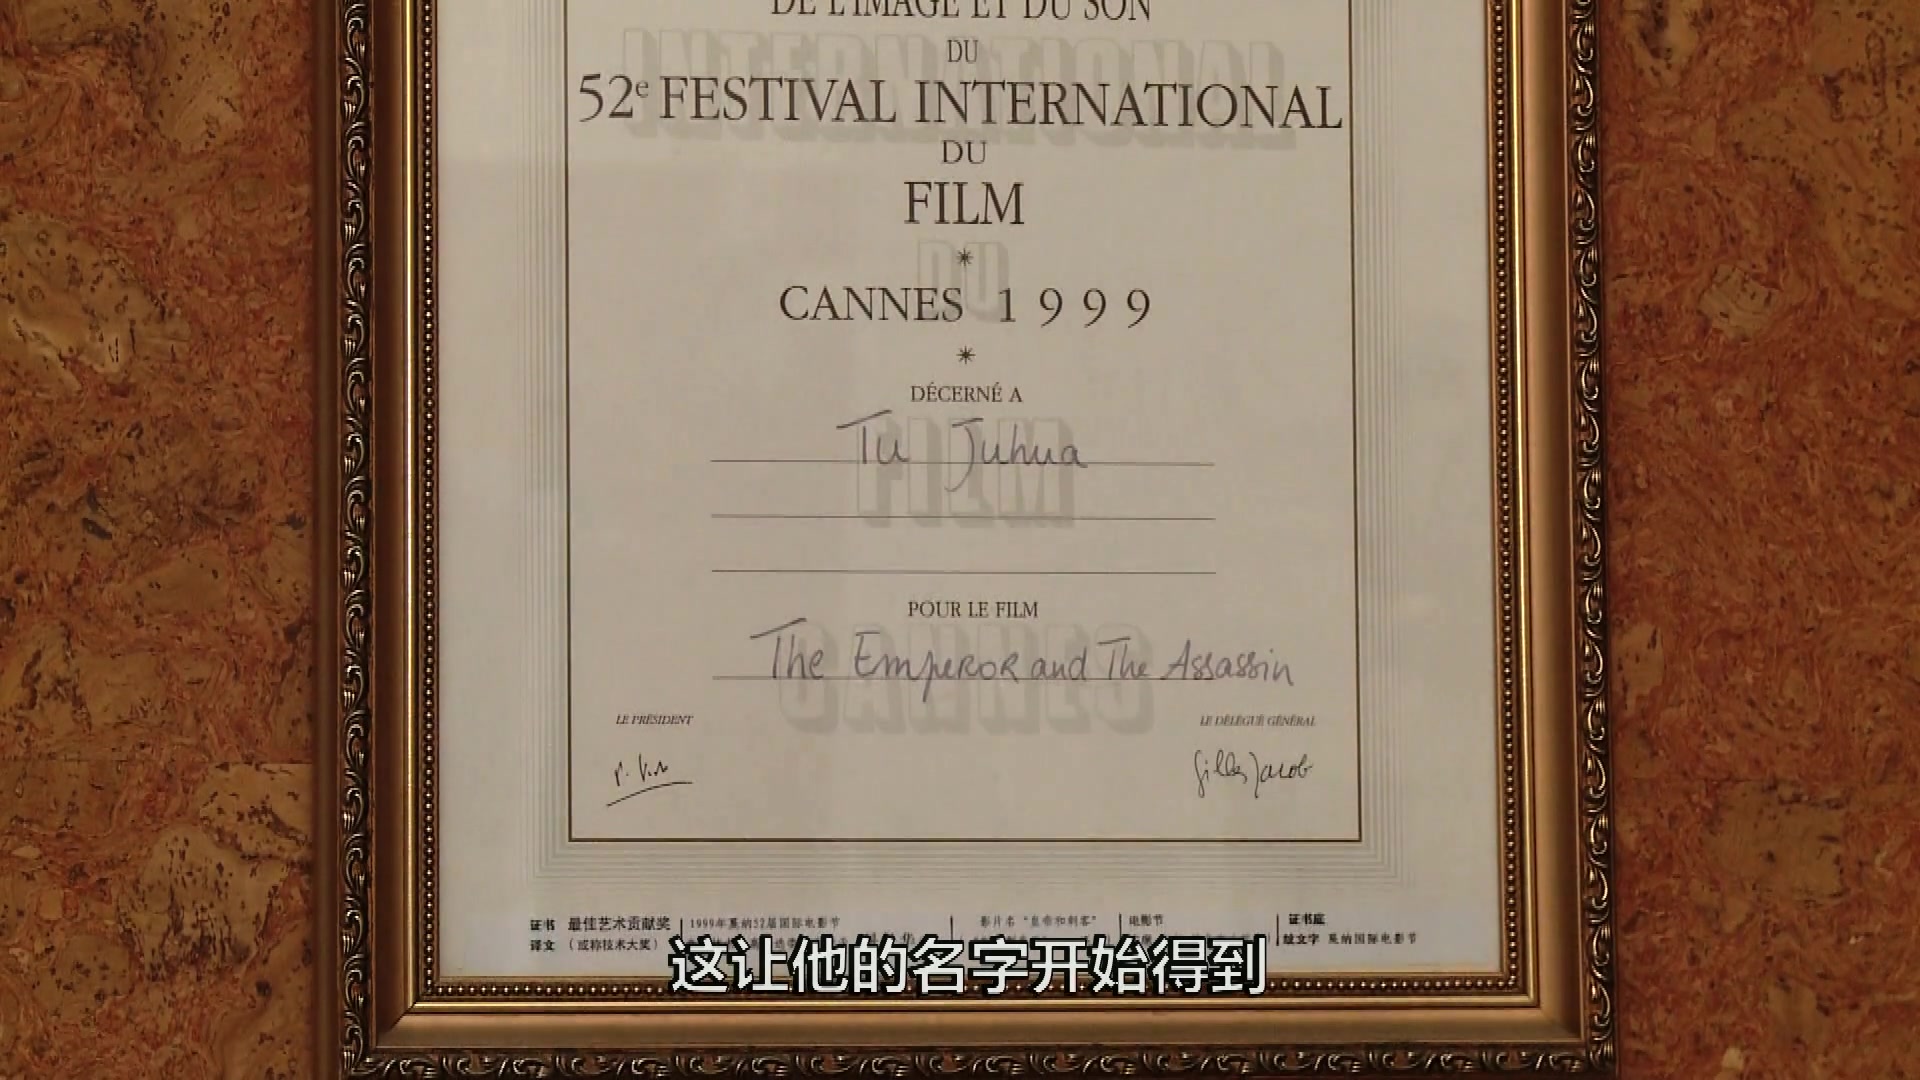 DE L'IMAGE ET DU SON
DU
52e FESTIVAL INTERNATIONAL
DU
FILM
CANNES 1999
DÉCERNÉ A
Tu Juhua
POUR LE FILM
The Emperor and The Assassin
LE PRÉSIDENT
LE DÉLÉGUÉ GÉNÉRAL
Gilles Jacob
证书 最佳艺术贡献奖 1999年戛纳52届国际电影节 影片名 "皇帝和刺客" 电影节 证书底
译文 (或称技术大奖) 纹文字 戛纳国际电影节
这让他的名字开始得到